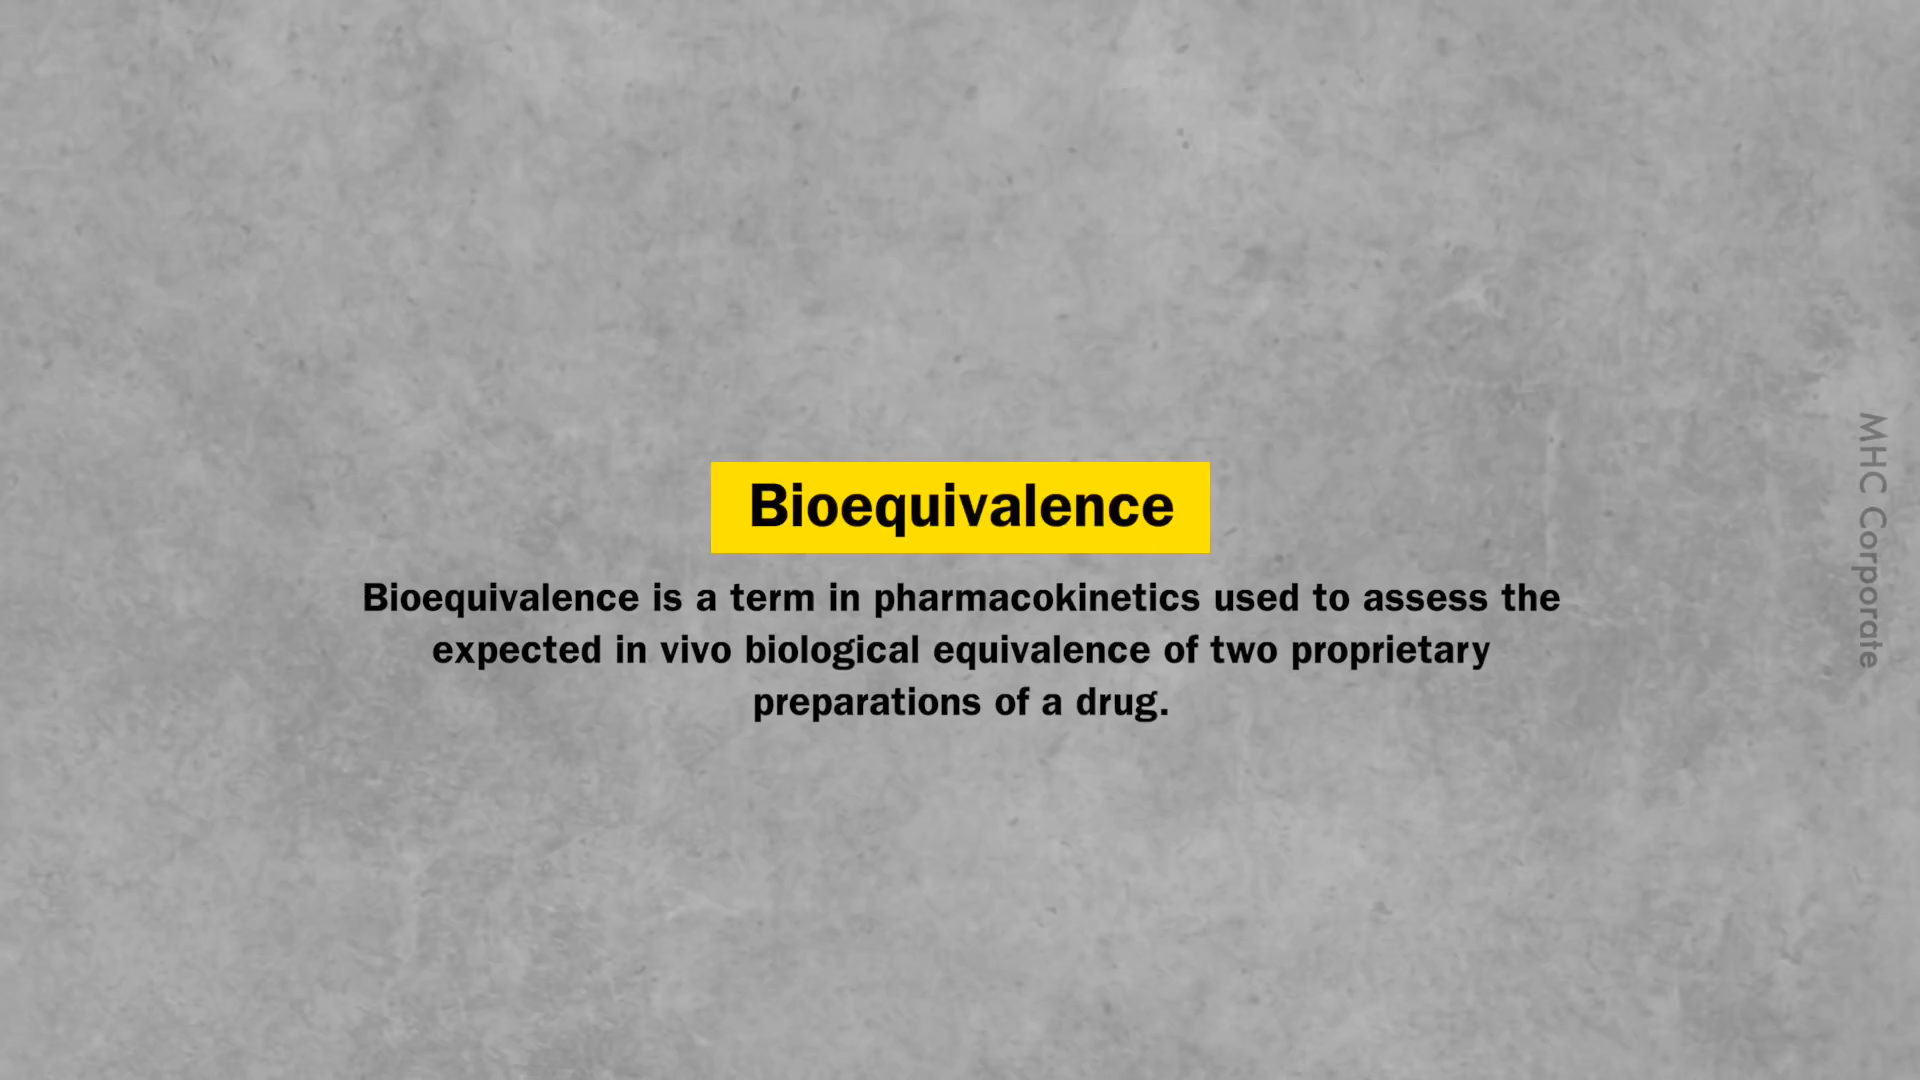 Bioequivalence
Bioequivalence is a term in pharmacokinetics used to assess the
expected in vivo biological equivalence of two proprietary
preparations of a drug.
MHC Corporate